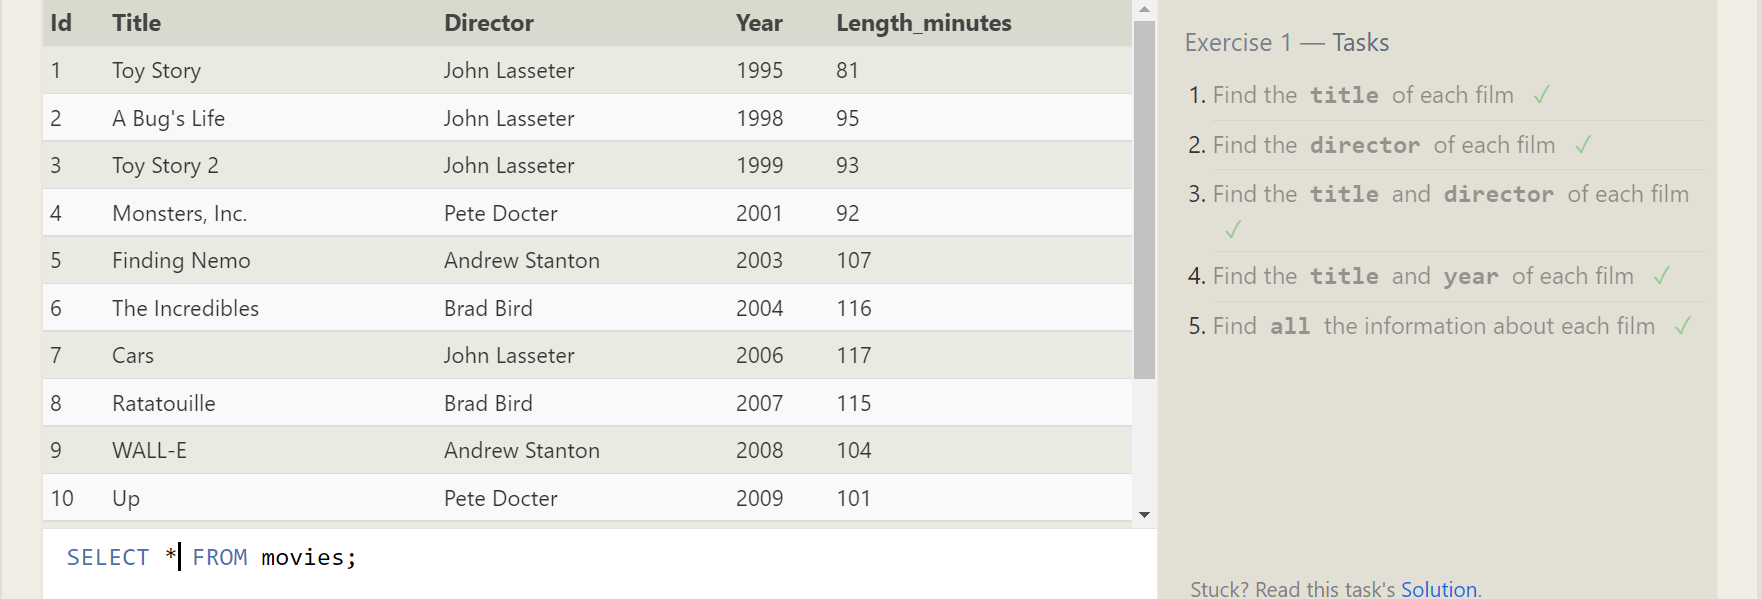 Id Title Director Year Length_minutes
1 Toy Story John Lasseter 1995 81
2 A Bug's Life John Lasseter 1998 95
3 Toy Story 2 John Lasseter 1999 93
4 Monsters, Inc. Pete Docter 2001 92
5 Finding Nemo Andrew Stanton 2003 107
6 The Incredibles Brad Bird 2004 116
7 Cars John Lasseter 2006 117
8 Ratatouille Brad Bird 2007 115
9 WALL-E Andrew Stanton 2008 104
10 Up Pete Docter 2009 101
SELECT * FROM movies;
Exercise 1 — Tasks
1. Find the title of each film ✓
2. Find the director of each film ✓
3. Find the title and director of each film
✓
4. Find the title and year of each film ✓
5. Find all the information about each film ✓
Stuck? Read this task's Solution.